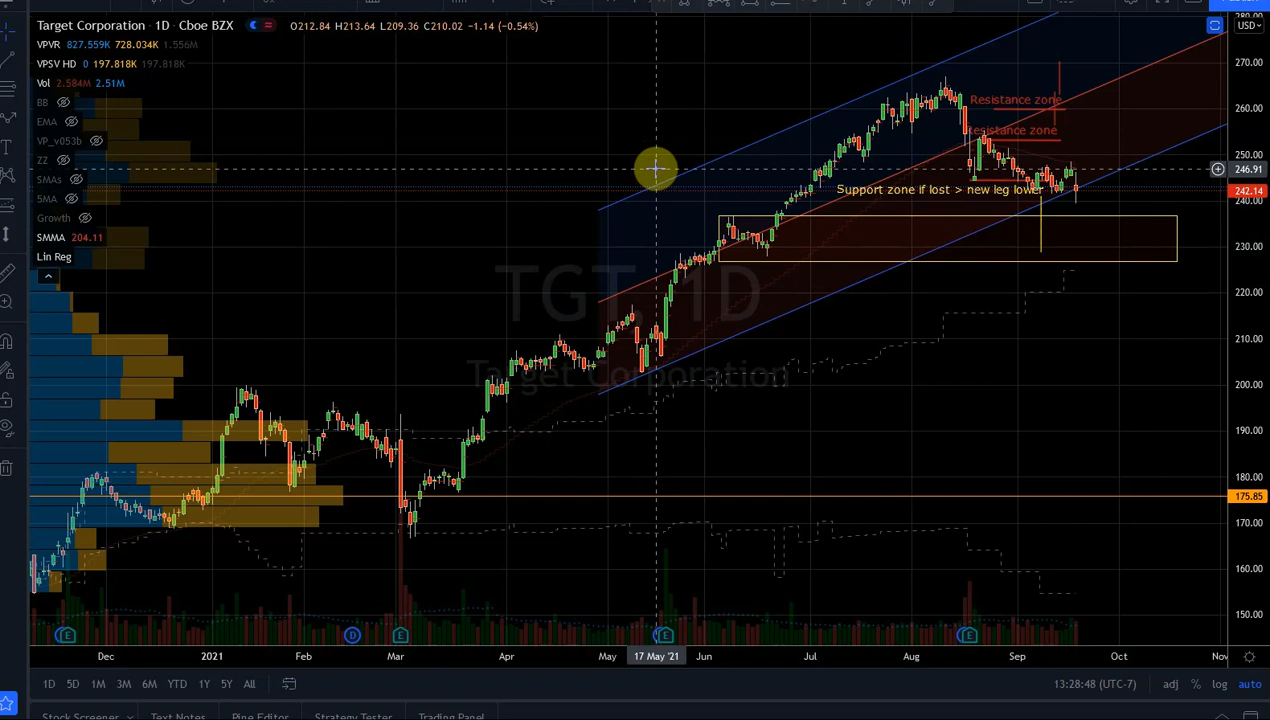 Target Corporation · 1D · Cboe BZX O212.84 H213.64 L209.36 C210.02 −1.14 (−0.54%)
VPVR 827.559K 728.034K 1.556M
VPSV HD 0 197.818K 197.818K
Vol 2.584M 2.51M
BB
EMA
VP_v053b
ZZ
SMAs
SMA
Growth
SMMA 204.11
Lin Reg
USD
280.00
270.00
260.00
250.00
246.91
242.14
240.00
230.00
220.00
210.00
200.00
190.00
180.00
175.85
170.00
160.00
150.00
Resistance zone
Resistance zone
Support zone if lost > new leg lower
TGT, 1D
Target Corporation
E D E E E
Dec 2021 Feb Mar Apr May 17 May '21 Jun Jul Aug Sep Oct Nov
1D 5D 1M 3M 6M YTD 1Y 5Y All 13:28:48 (UTC-7) adj % log auto
Stock Screener Text Notes Pine Editor Strategy Tester Trading Panel